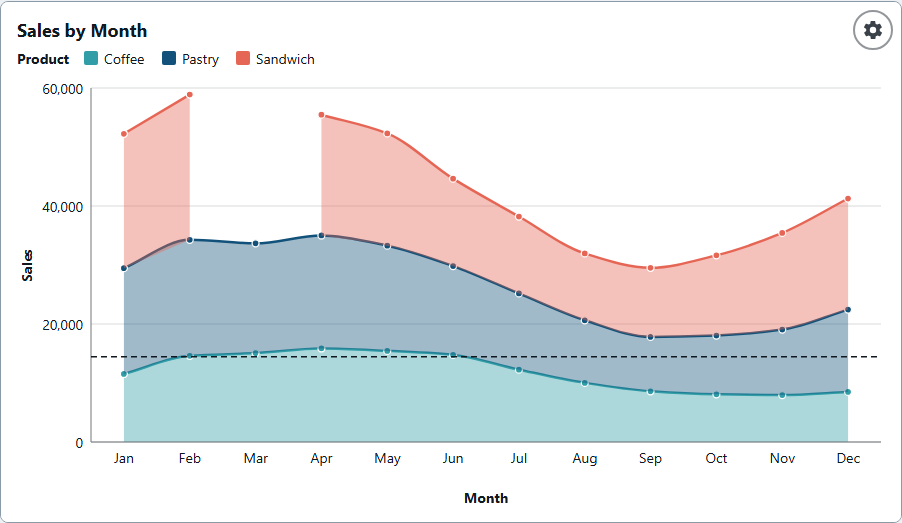 Sales by Month
Product Coffee Pastry Sandwich
60,000
40,000
20,000
0
Sales
Jan Feb Mar Apr May Jun Jul Aug Sep Oct Nov Dec
Month